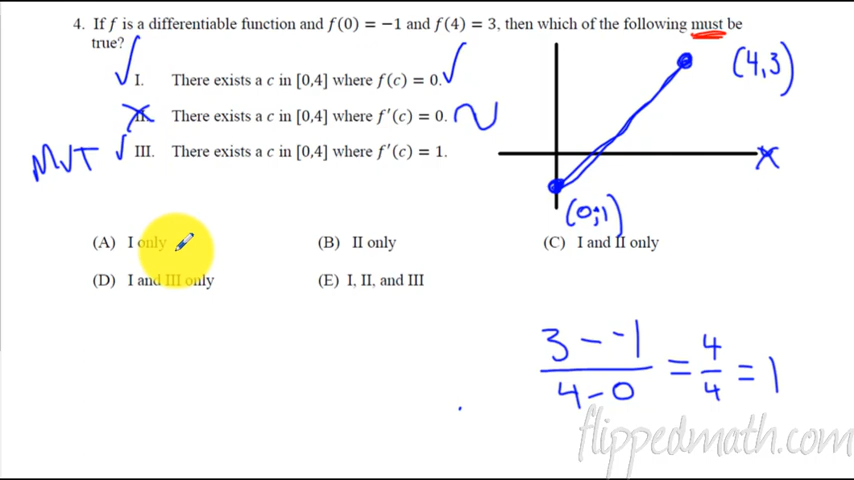 4. If f is a differentiable function and f(0) = −1 and f(4) = 3, then which of the following must be
true?
I. There exists a c in [0,4] where f(c) = 0.
II. There exists a c in [0,4] where f′(c) = 0.
MVT III. There exists a c in [0,4] where f′(c) = 1.
(4,3)
x
(0,-1)
(A) I only
(B) II only
(C) I and II only
(D) I and III only
(E) I, II, and III
3 - -1 / 4 - 0 = 4/4 = 1
flippedmath.com